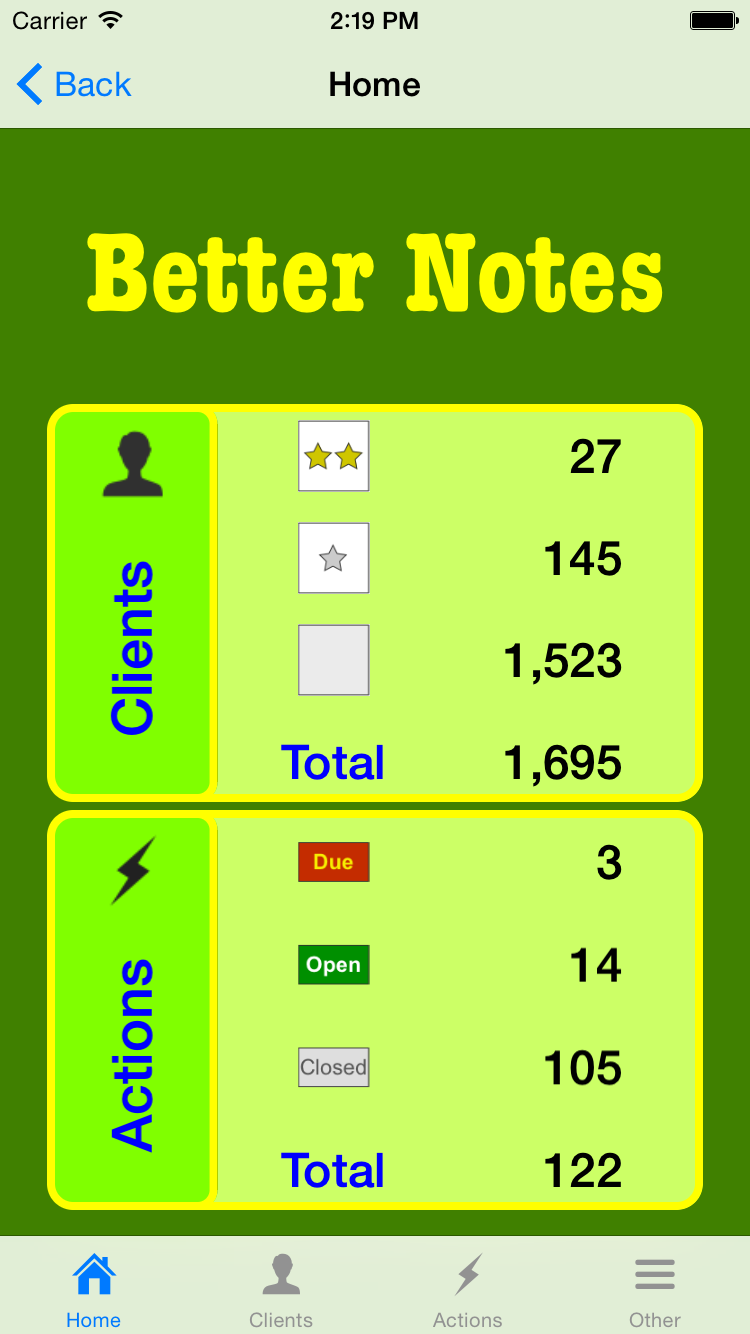 Carrier 2:19 PM
Back Home
Better Notes
Clients
27
145
1,523
Total 1,695
Actions
Due 3
Open 14
Closed 105
Total 122
Home Clients Actions Other